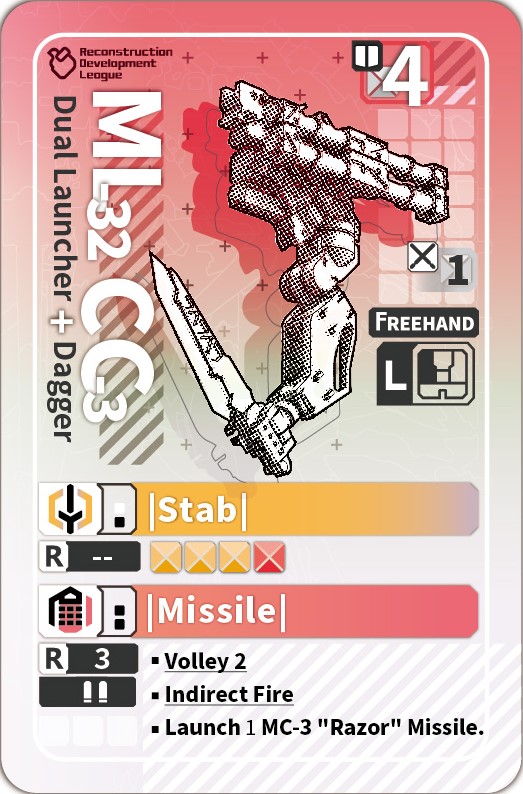 Reconstruction
Development
League
4
ML-32 CC-3
Dual Launcher + Dagger
1
FREEHAND
L
|Stab|
R --
|Missile|
R 3
▪ Volley 2
▪ Indirect Fire
▪ Launch 1 MC-3 "Razor" Missile.